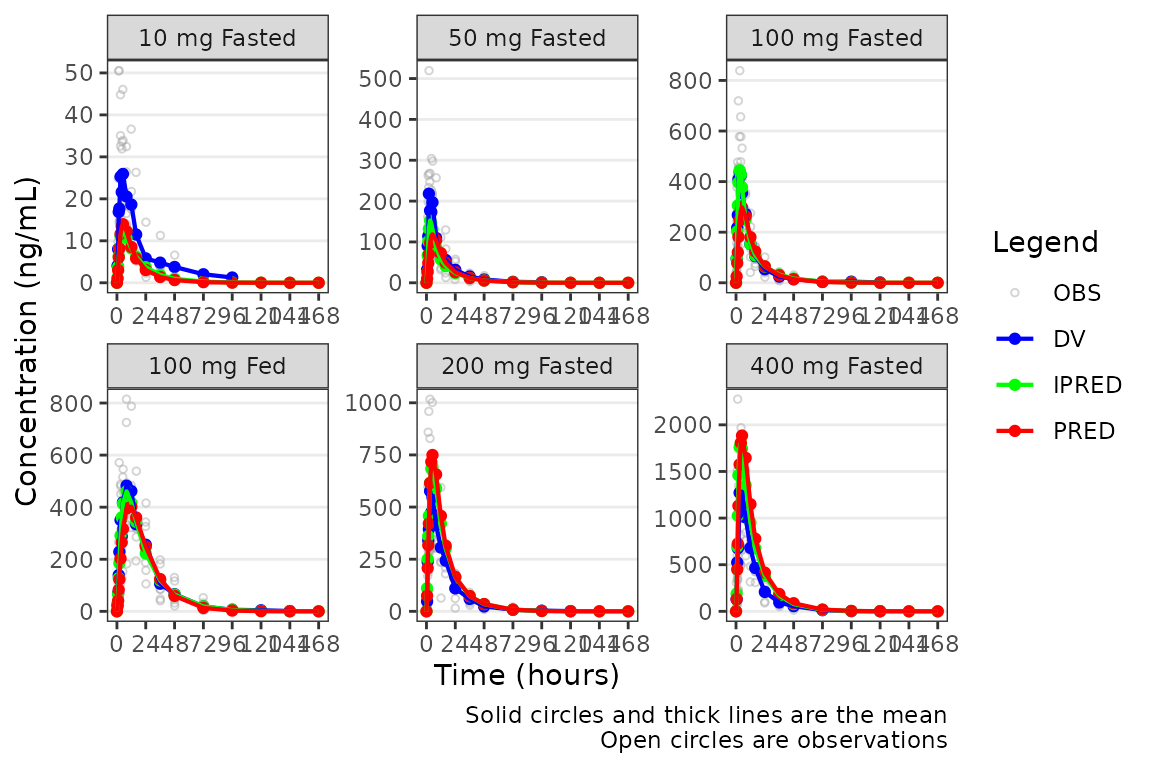 10 mg Fasted
50 mg Fasted
100 mg Fasted
50
40
30
20
10
0
500
400
300
200
100
0
800
600
400
200
0
0 24 48 72 96 120 144 168
0 24 48 72 96 120 144 168
0 24 48 72 96 120 144 168
100 mg Fed
200 mg Fasted
400 mg Fasted
800
600
400
200
0
1000
750
500
250
0
2000
1500
1000
500
0
0 24 48 72 96 120 144 168
0 24 48 72 96 120 144 168
0 24 48 72 96 120 144 168
Concentration (ng/mL)
Time (hours)
Legend
OBS
DV
IPRED
PRED
Solid circles and thick lines are the mean
Open circles are observations